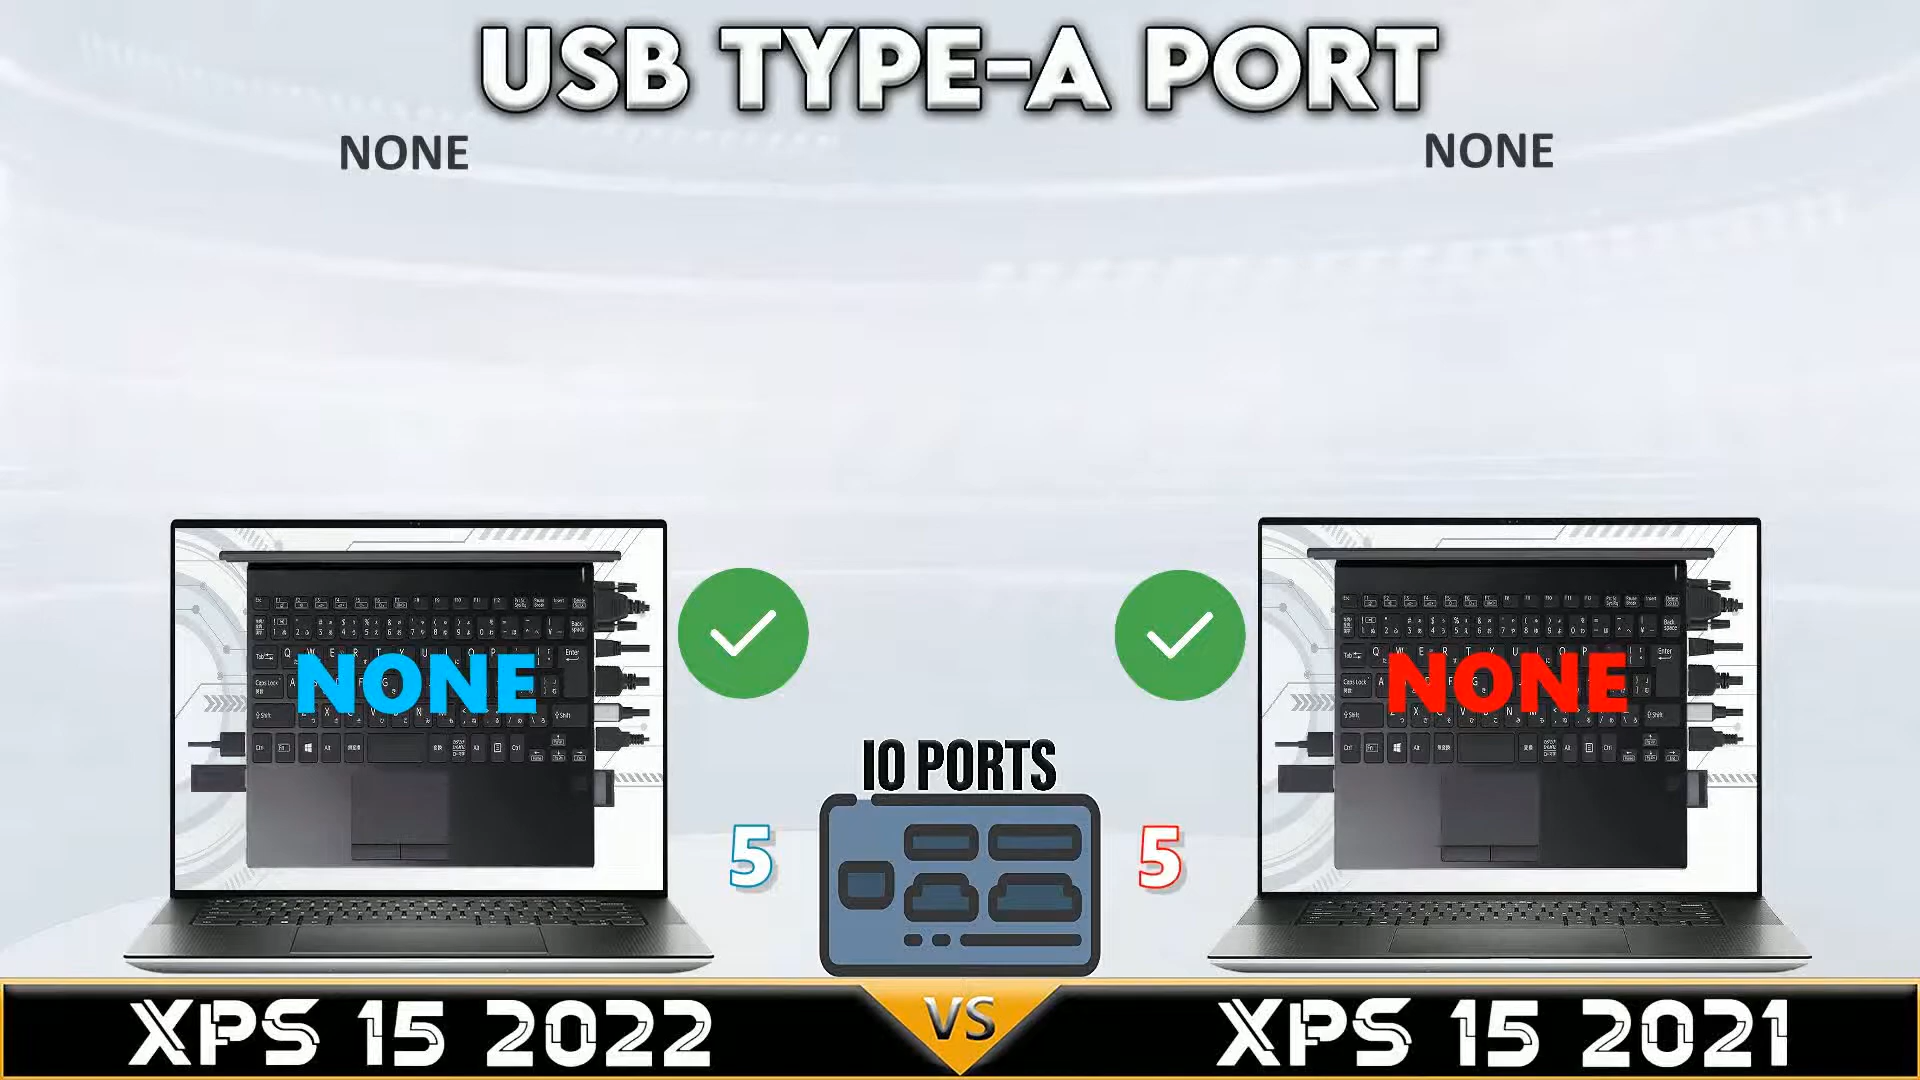 USB TYPE-A PORT
NONE
NONE
NONE
NONE
IO PORTS
5
5
XPS 15 2022
VS
XPS 15 2021